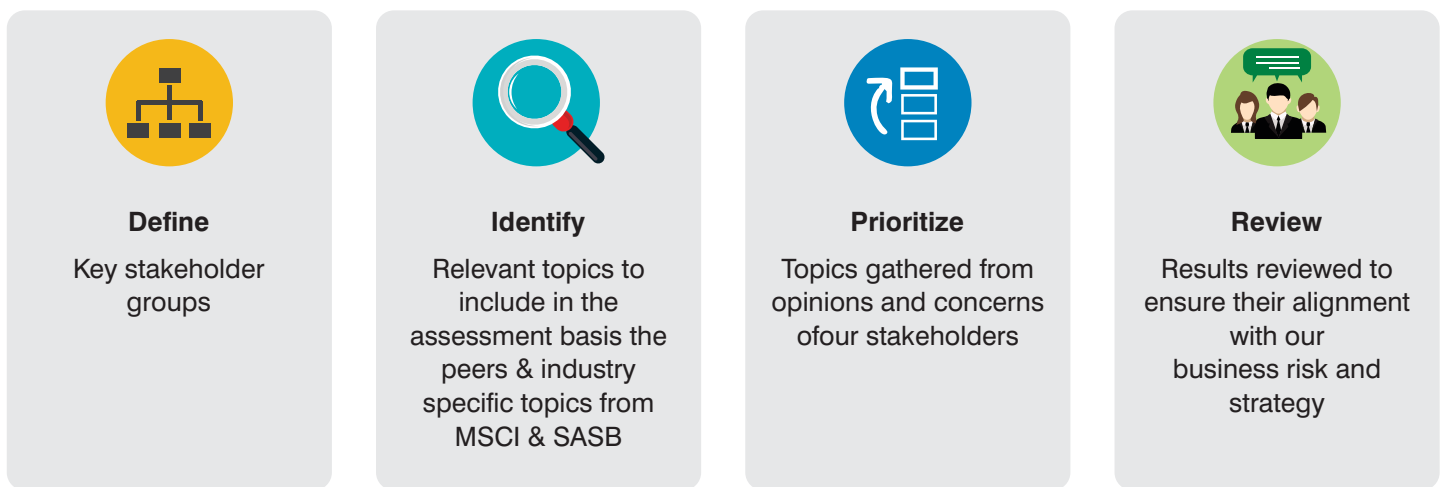 Define
Key stakeholder
groups
Identify
Relevant topics to
include in the
assessment basis the
peers & industry
specific topics from
MSCI & SASB
Prioritize
Topics gathered from
opinions and concerns
ofour stakeholders
Review
Results reviewed to
ensure their alignment
with our
business risk and
strategy